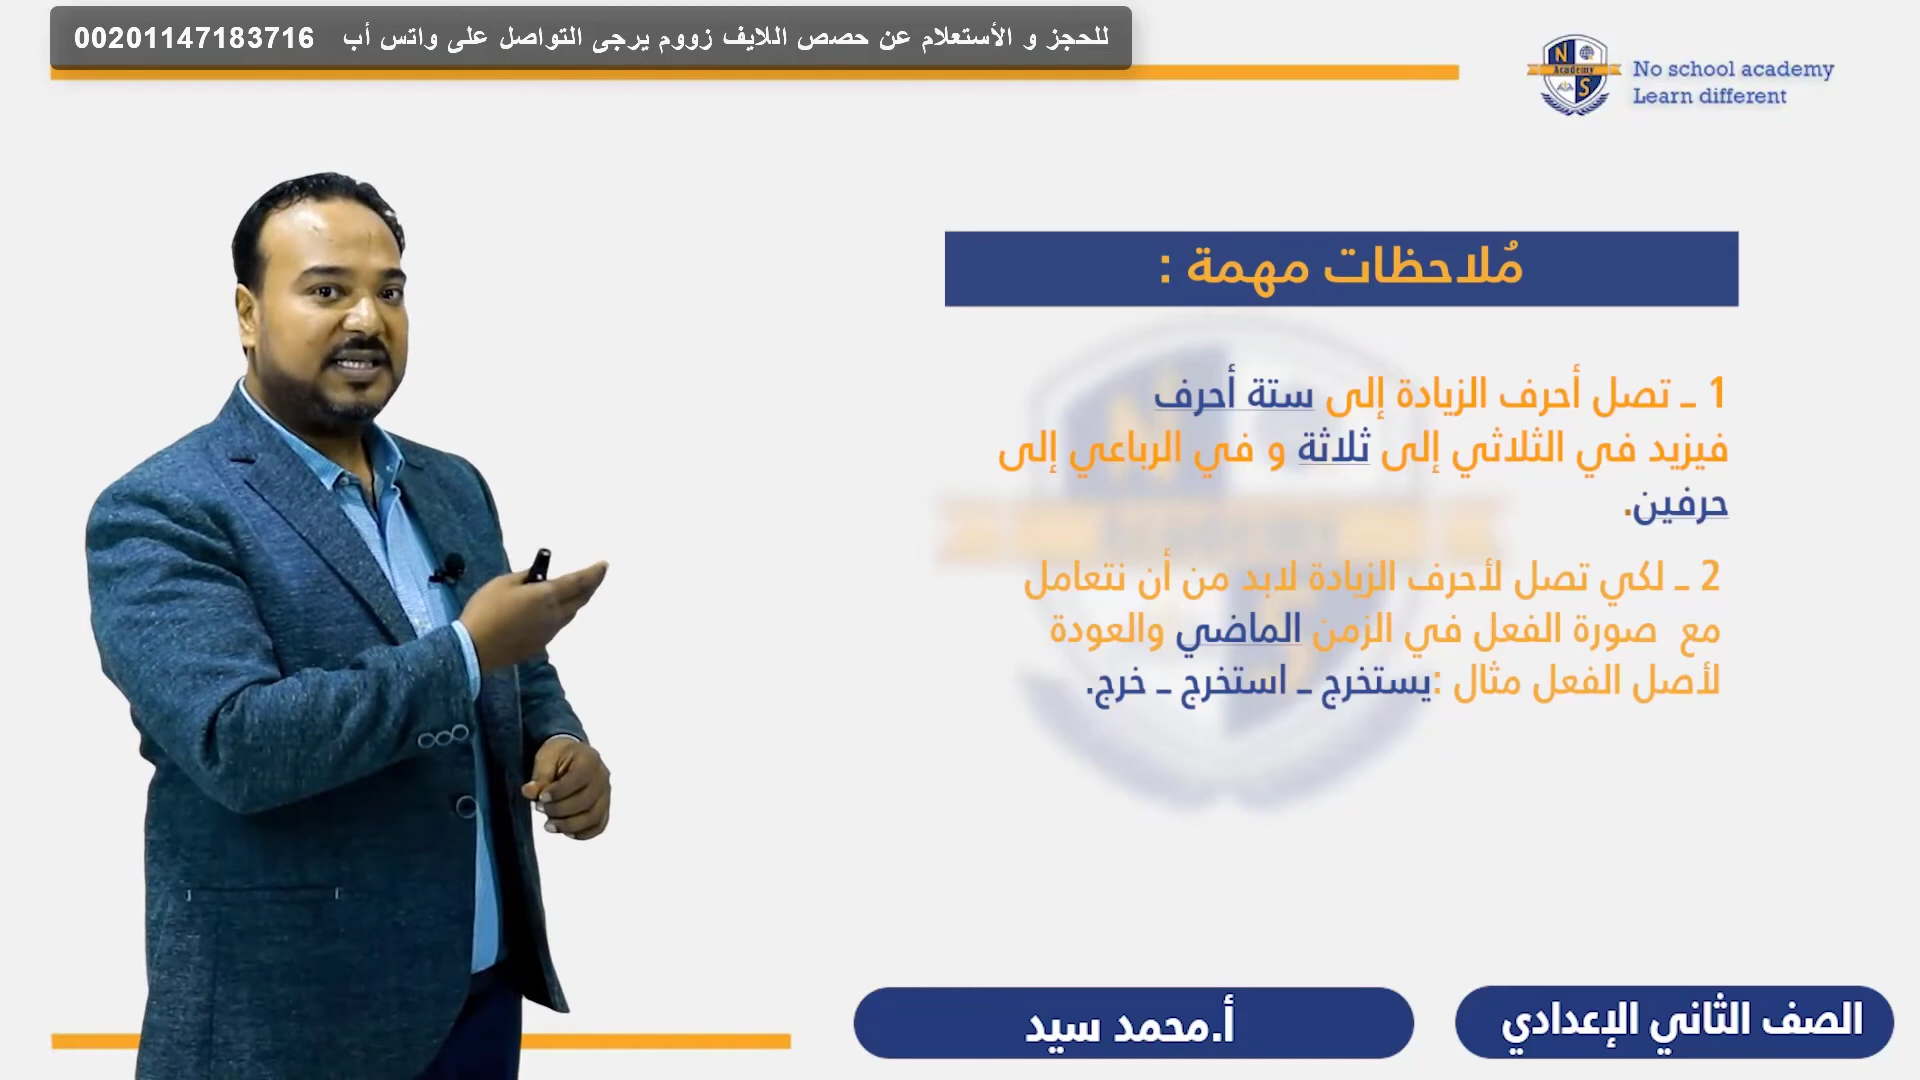 للحجز و الأستعلام عن حصص اللايف زووم يرجى التواصل على واتس أب 00201147183716
No school academy
Learn different
N
Academy
S
مُلاحظات مهمة :
1 ـ تصل أحرف الزيادة إلى ستة أحرف
فيزيد في الثلاثي إلى ثلاثة و في الرباعي إلى
حرفين.
2 ـ لكي تصل لأحرف الزيادة لابد من أن نتعامل
مع صورة الفعل في الزمن الماضي والعودة
لأصل الفعل مثال :يستخرج ـ استخرج ـ خرج.
الصف الثاني الإعدادي
أ.محمد سيد